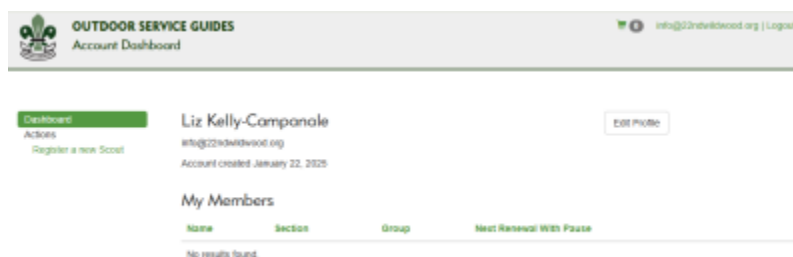 OUTDOOR SERVICE GUIDES
Account Dashboard
0 info@22ndwildwood.org | Logout
Dashboard
Actions
Register a new Scout
Liz Kelly-Campanale
Edit Profile
info@22ndwildwood.org
Account created January 22, 2025
My Members
Name Section Group Next Renewal With Pause
No results found.